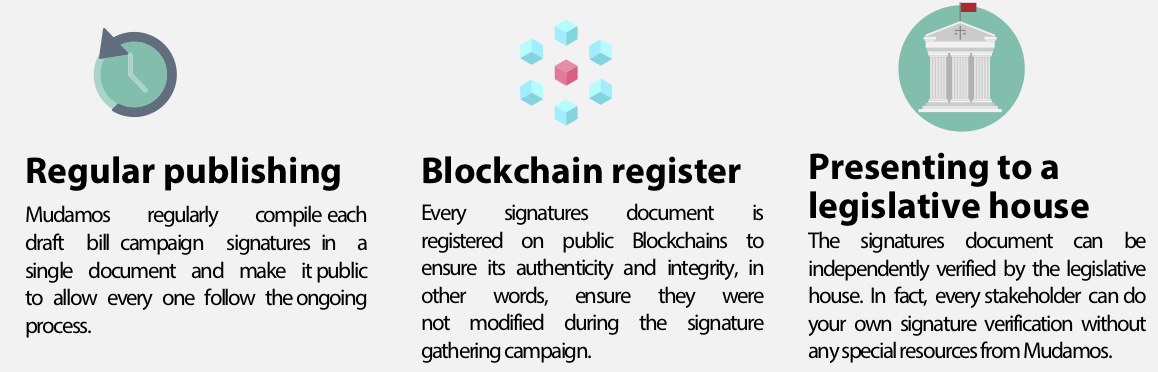 Regular publishing
Mudamos regularly compile each
draft bill campaign signatures in a
single document and make it public
to allow every one follow the ongoing
process.
Blockchain register
Every signatures document is
registered on public Blockchains to
ensure its authenticity and integrity, in
other words, ensure they were
not modified during the signature
gathering campaign.
Presenting to a
legislative house
The signatures document can be
independently verified by the legislative
house. In fact, every stakeholder can do
your own signature verification without
any special resources from Mudamos.